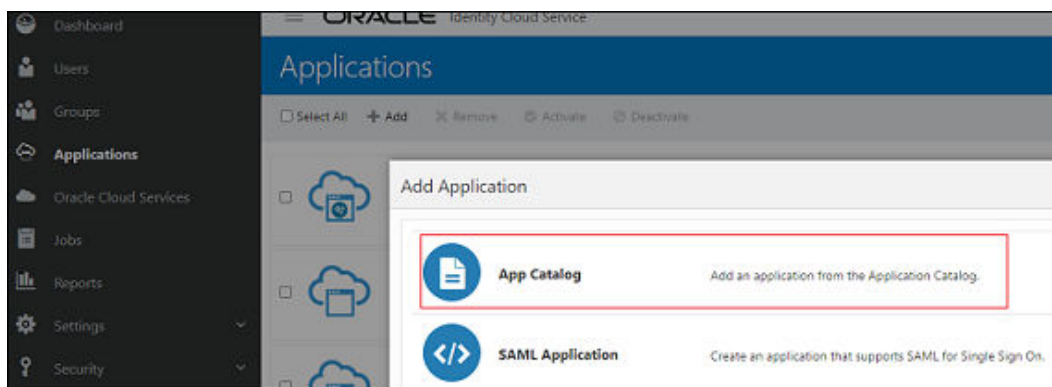 Dashboard
ORACLE Identity Cloud Service
Users
Applications
Groups
Select All + Add Remove Activate Deactivate
Applications
Oracle Cloud Services
Add Application
Jobs
App Catalog Add an application from the Application Catalog.
Reports
Settings
</> SAML Application Create an application that supports SAML for Single Sign On.
Security